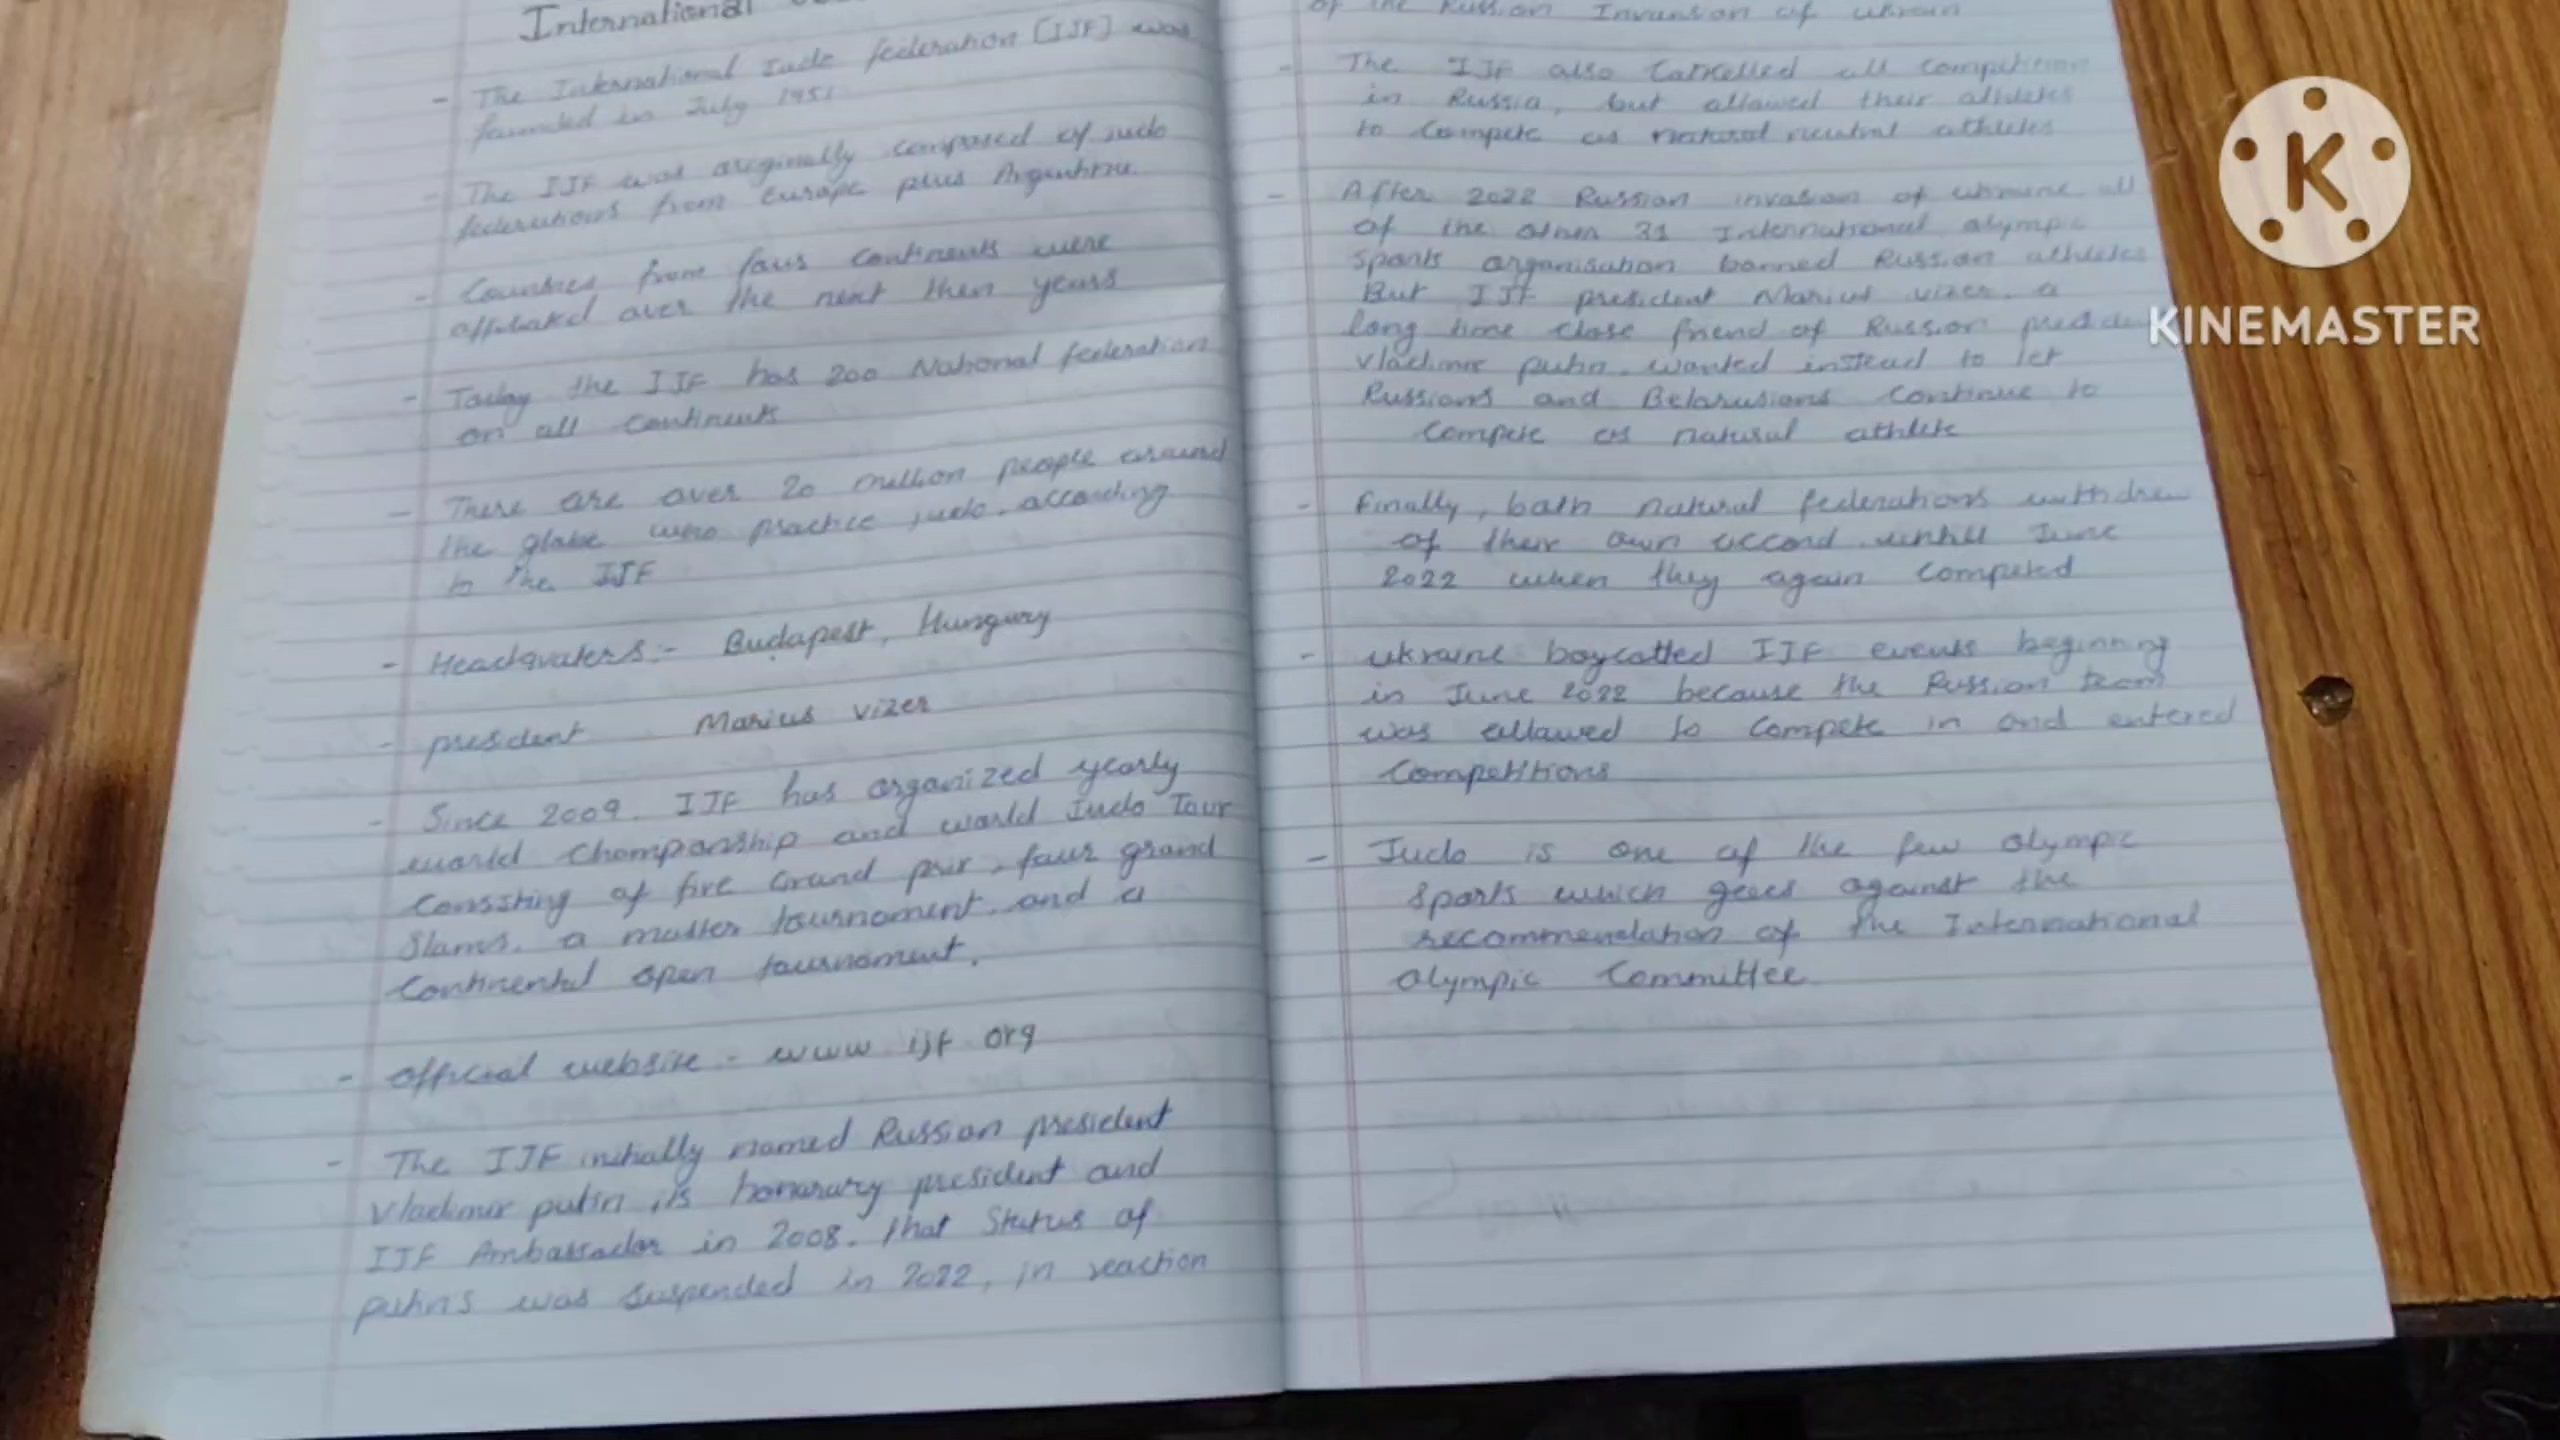 International
- The International Judo federation [IJF] was
founded in July 1951
- The IJF was originally composed of judo
federations from Europe plus Argentina.
- Countries from four continents were
affiliated over the next then years
- Today the IJF has 200 National federation
on all continents
- There are over 20 million people around
the globe who practice judo. according
to the IJF
- Headquaters :- Budapest, Hungury
- president Marius vizer
- Since 2009. IJF has organized yearly
world Championship and world Judo Tour
Consisting of five Grand prix, four grand
Slams. a master tournament. and a
Continental open tournament.
- official website - www ijf org
- The IJF initially named Russian president
Vladimir putin its honarary president and
IJF Ambassador in 2008. that Status of
putin's was suspended in 2022, in reaction
of the Russion Invansion of ukrain
- The IJF also Cancelled all competition
in Russia, but allowed their athletes
to Compete as natural neutral athletes
- After 2022 Russian invasion of ukraine all
of the other 31 International olympic
sports organisation banned Russian athletes
But IJF president Marius vizer. a
long time close friend of Russion
vladimir putin. wanted instead to let
Russians and Belarusions Continue to
Compete as natural athlete
- Finally, both natural federations withdrew
of their own accord untill June
2022 when they again competed
- ukraine boycotted IJF events beginning
in June 2022 because the Russion team
was allowed to Compete in and entered
Competitions
- Judo is one of the few olympic
sports which goes against the
recommendation of the International
olympic Committee
K
KINEMASTER